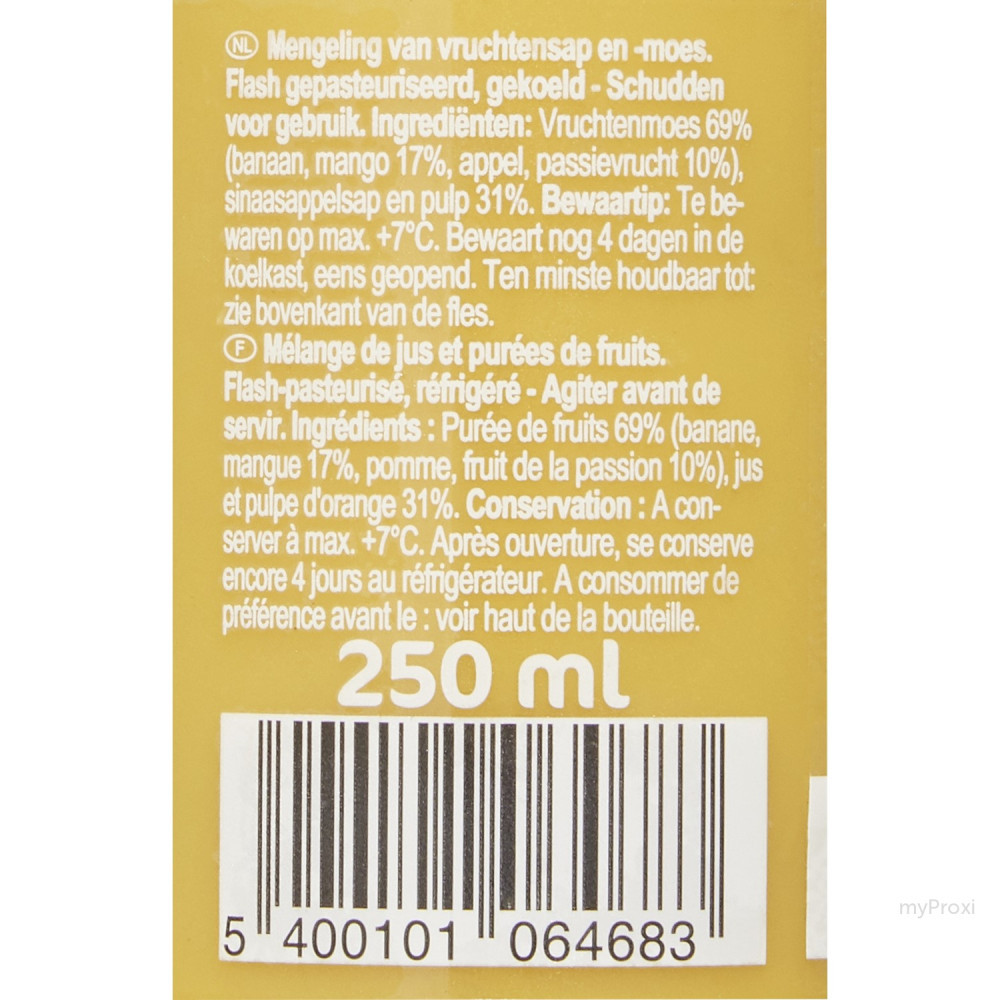 NL Mengeling van vruchtensap en -moes.
Flash gepasteuriseerd, gekoeld - Schudden
voor gebruik. Ingrediënten: Vruchtenmoes 69%
(banaan, mango 17%, appel, passievrucht 10%),
sinaasappelsap en pulp 31%. Bewaartip: Te be-
waren op max. +7°C. Bewaart nog 4 dagen in de
koelkast, eens geopend. Ten minste houdbaar tot:
zie bovenkant van de fles.
F Mélange de jus et purées de fruits.
Flash-pasteurisé, réfrigéré - Agiter avant de
servir. Ingrédients : Purée de fruits 69% (banane,
mangue 17%, pomme, fruit de la passion 10%), jus
et pulpe d'orange 31%. Conservation : A con-
server à max. +7°C. Après ouverture, se conserve
encore 4 jours au réfrigérateur. A consommer de
préférence avant le : voir haut de la bouteille.
250 ml
5 400101 064683
myProxi